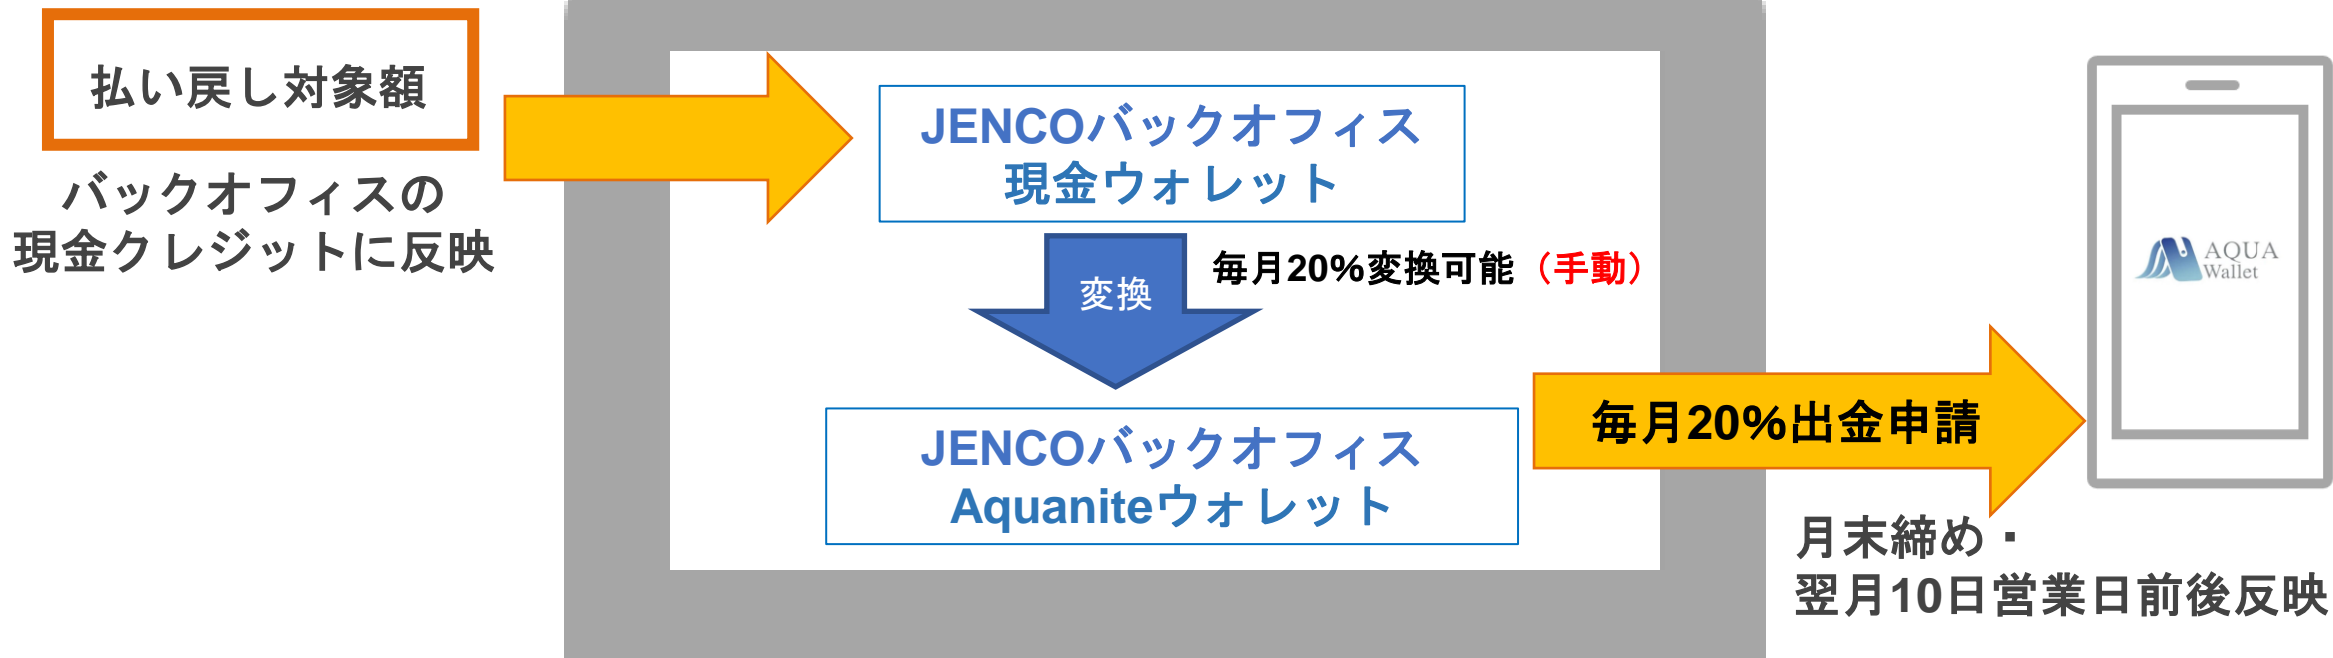 払い戻し対象額
バックオフィスの
現金クレジットに反映
JENCOバックオフィス
現金ウォレット
毎月20%変換可能（手動）
変換
JENCOバックオフィス
Aquaniteウォレット
毎月20%出金申請
AQUA
Wallet
月末締め・
翌月10日営業日前後反映